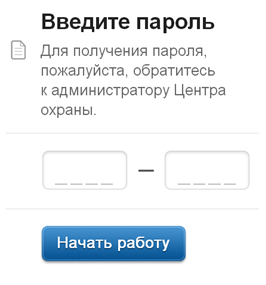 Введите пароль
Для получения пароля,
пожалуйста, обратитесь
к администратору Центра
охраны.
_ _ _ _ — _ _ _ _
Начать работу